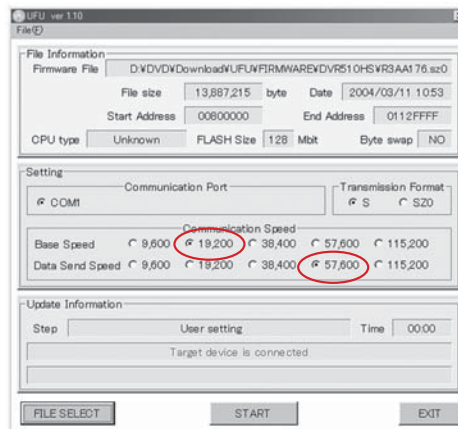 UFU ver 1.10
File(F)
File Information
Firmware File D:¥DVD¥Download¥UFU¥FIRMWARE¥DVR510HS¥R3AA176.sz0
File size 13,887,215 byte Date 2004/03/11 10:53
Start Address 00800000 End Address 0112FFFF
CPU type Unknown FLASH Size 128 Mbit Byte swap NO
Setting
Communication Port Transmission Format
COM1 S SZ0
Communication Speed
Base Speed 9,600 19,200 38,400 57,600 115,200
Data Send Speed 9,600 19,200 38,400 57,600 115,200
Update Information
Step User setting Time 00:00
Target device is connected
FILE SELECT START EXIT